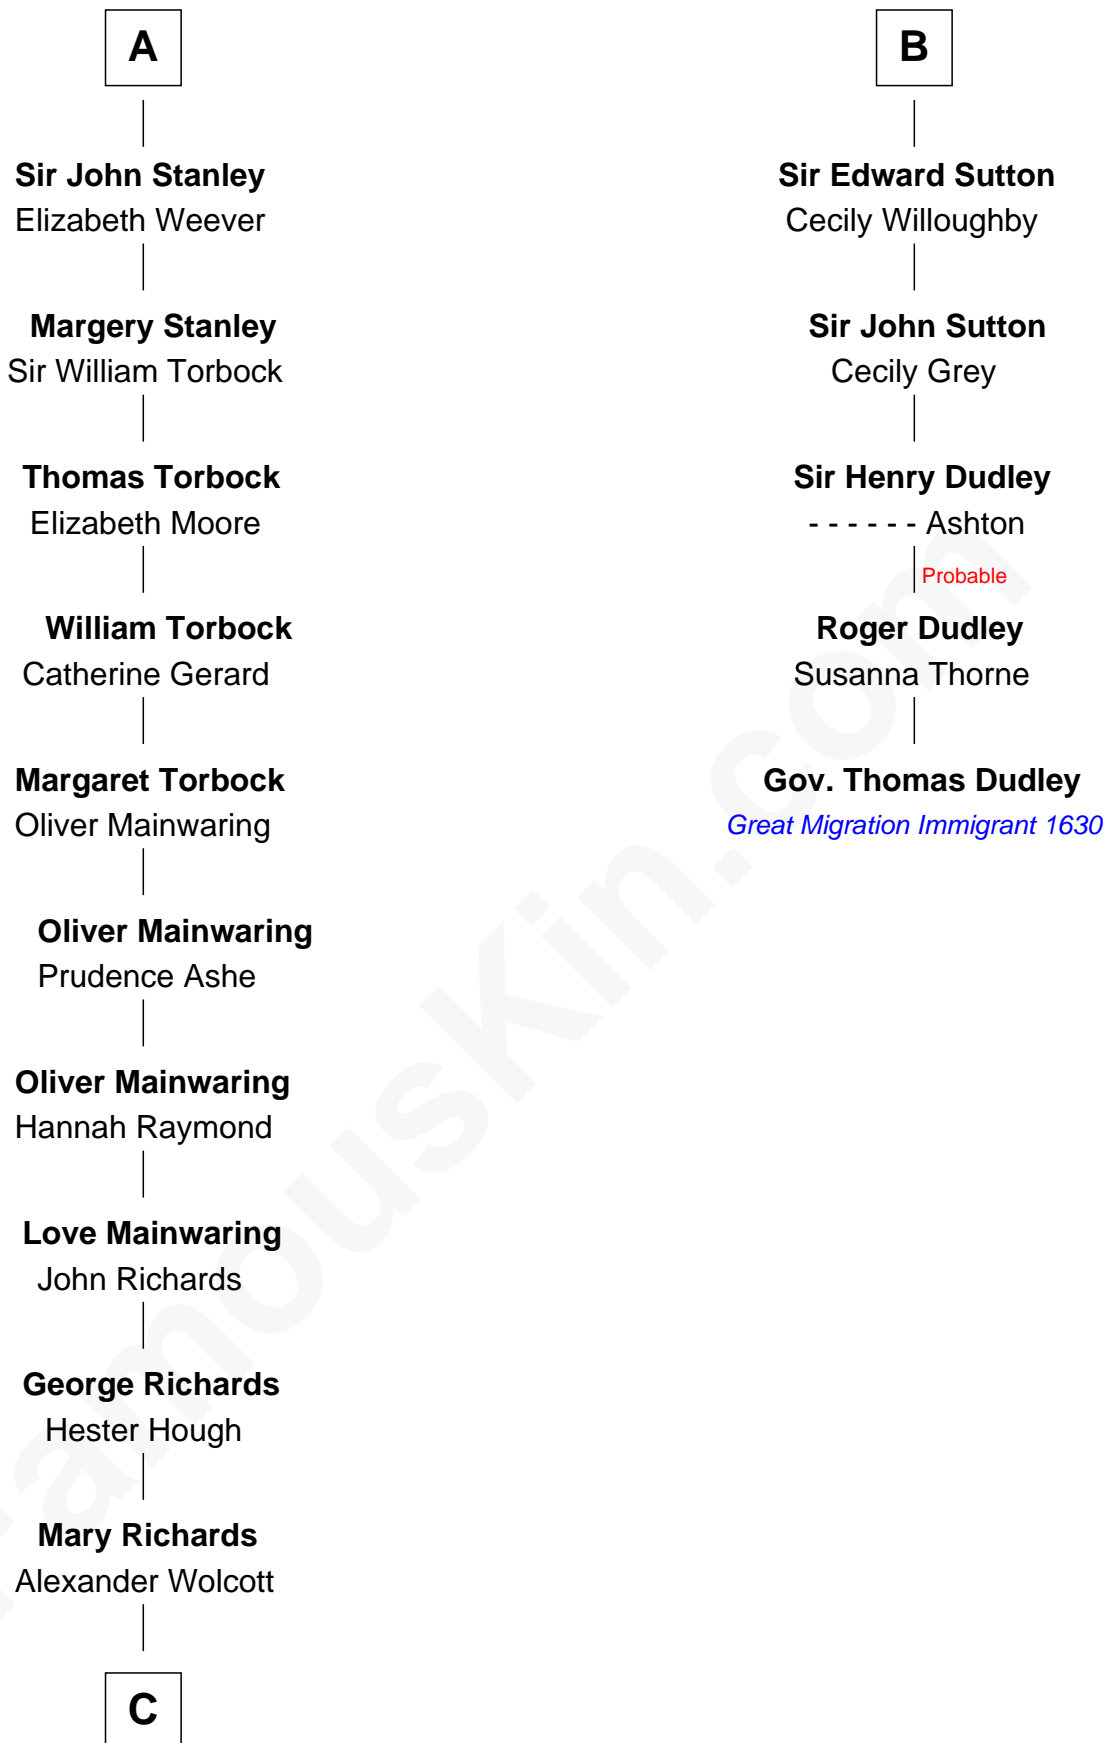 A
Sir John Stanley
Elizabeth Weever
Margery Stanley
Sir William Torbock
Thomas Torbock
Elizabeth Moore
William Torbock
Catherine Gerard
Margaret Torbock
Oliver Mainwaring
Oliver Mainwaring
Prudence Ashe
Oliver Mainwaring
Hannah Raymond
Love Mainwaring
John Richards
George Richards
Hester Hough
Mary Richards
Alexander Wolcott
C
B
Sir Edward Sutton
Cecily Willoughby
Sir John Sutton
Cecily Grey
Sir Henry Dudley
- - - - - - Ashton
Probable
Roger Dudley
Susanna Thorne
Gov. Thomas Dudley
Great Migration Immigrant 1630
FamousKin.com